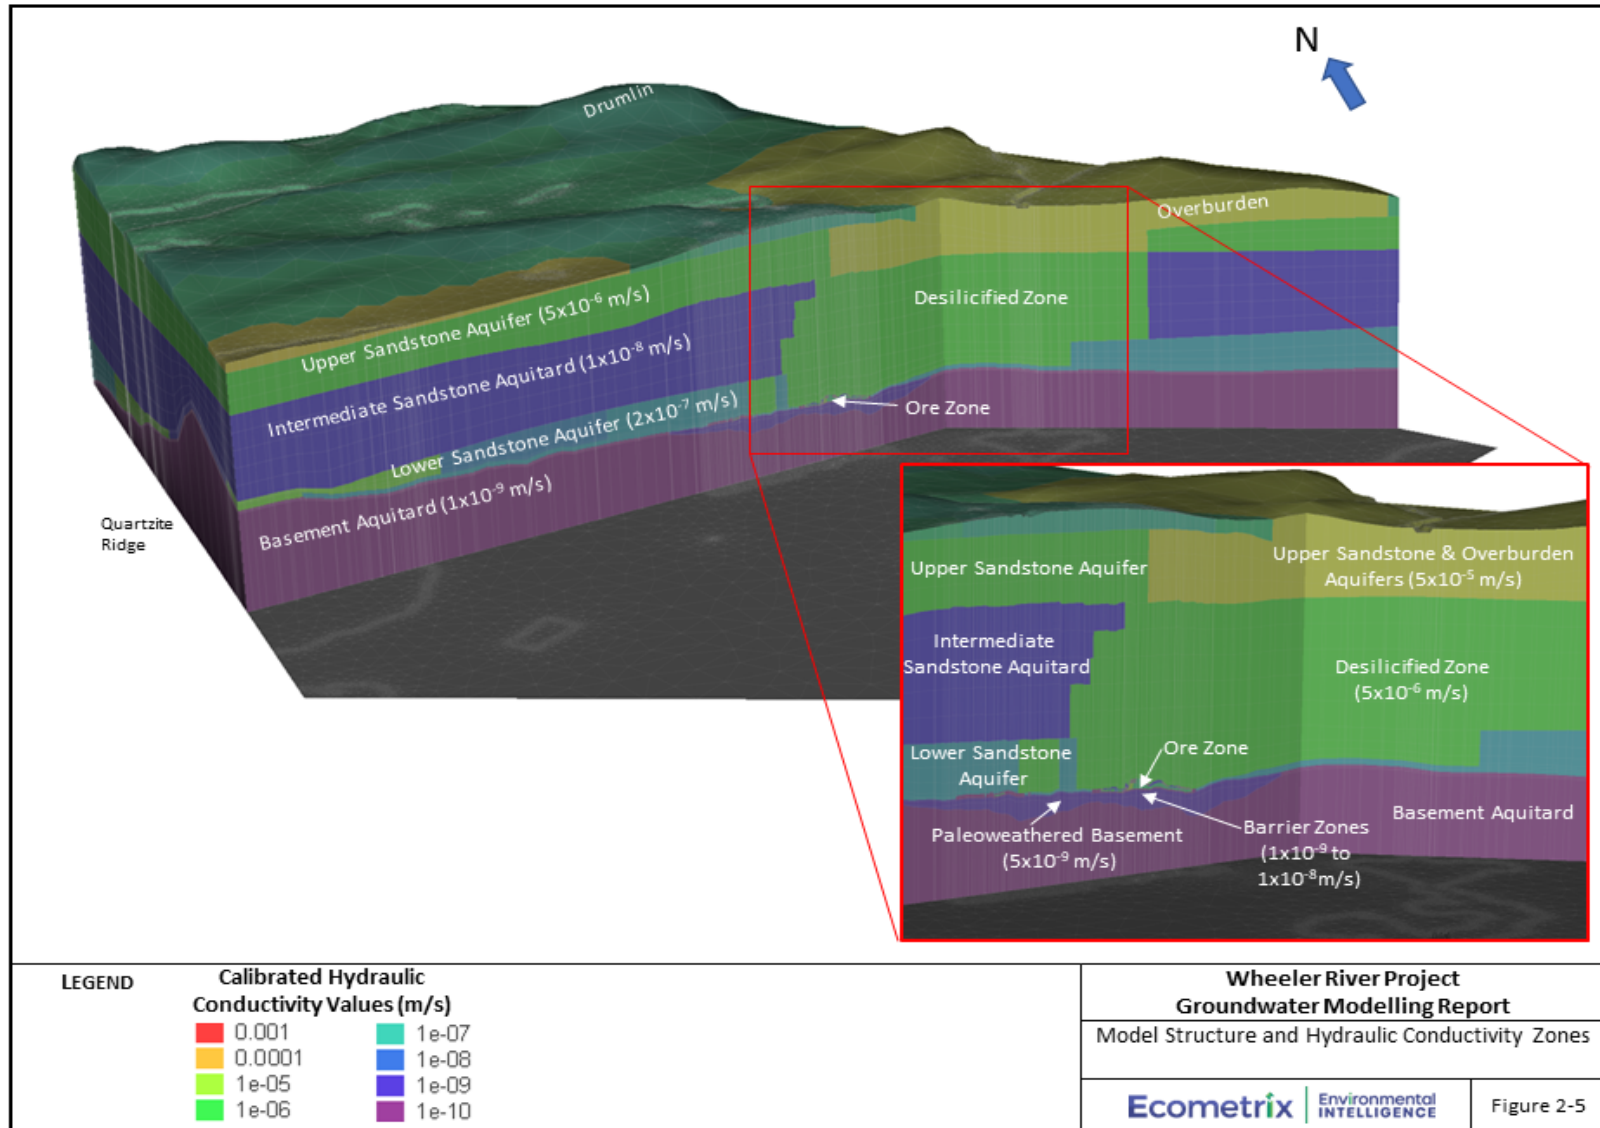 N
Drumlin
Overburden
Upper Sandstone Aquifer (5x10⁻⁶ m/s)
Desilicified Zone
Intermediate Sandstone Aquitard (1x10⁻⁸ m/s)
Ore Zone
Lower Sandstone Aquifer (2x10⁻⁷ m/s)
Basement Aquitard (1x10⁻⁹ m/s)
Quartzite
Ridge
Upper Sandstone Aquifer
Upper Sandstone & Overburden
Aquifers (5x10⁻⁵ m/s)
Intermediate
Sandstone Aquitard
Desilicified Zone
(5x10⁻⁶ m/s)
Lower Sandstone
Aquifer
Ore Zone
Paleoweathered Basement
(5x10⁻⁹ m/s)
Barrier Zones
(1x10⁻⁹ to
1x10⁻⁸m/s)
Basement Aquitard
LEGEND
Calibrated Hydraulic
Conductivity Values (m/s)
0.001
0.0001
1e-05
1e-06
1e-07
1e-08
1e-09
1e-10
Wheeler River Project
Groundwater Modelling Report
Model Structure and Hydraulic Conductivity Zones
Ecometrix
Environmental
INTELLIGENCE
Figure 2-5